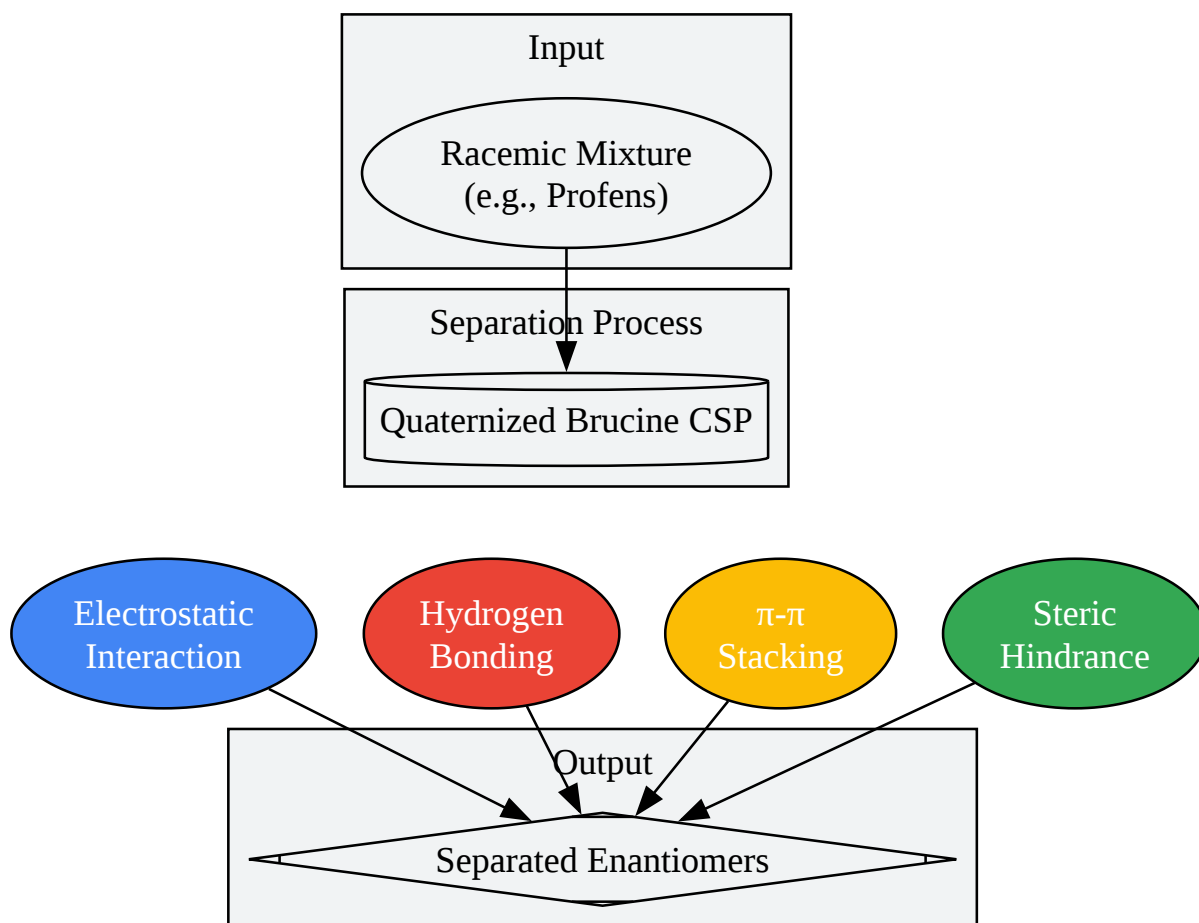 Input
Racemic Mixture
(e.g., Profens)
Separation Process
Quaternized Brucine CSP
Electrostatic
Interaction
Hydrogen
Bonding
π-π
Stacking
Steric
Hindrance
Output
Separated Enantiomers